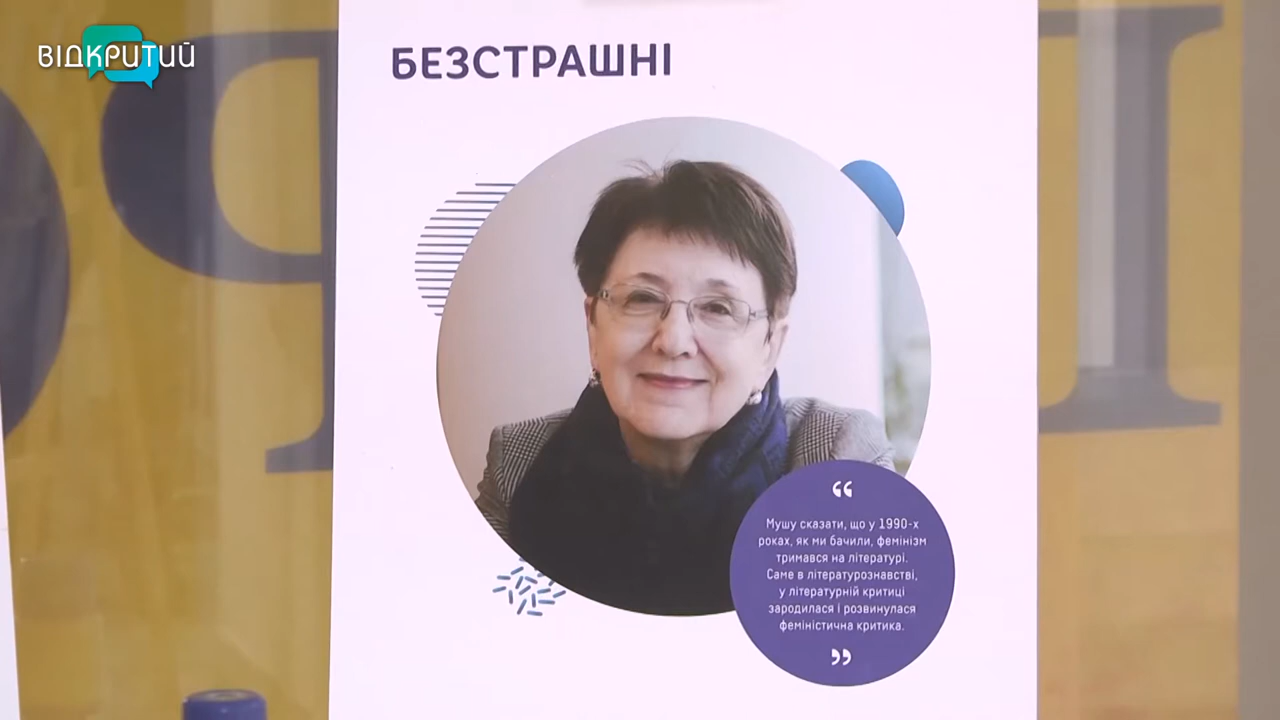 ВІДКРИТИЙ
БЕЗСТРАШНІ
“
Мушу сказати, що у 1990-х
роках, як ми бачили, фемінізм
тримався на літературі.
Саме в літературознавстві,
у літературній критиці
зародилася і розвинулася
феміністична критика.
”